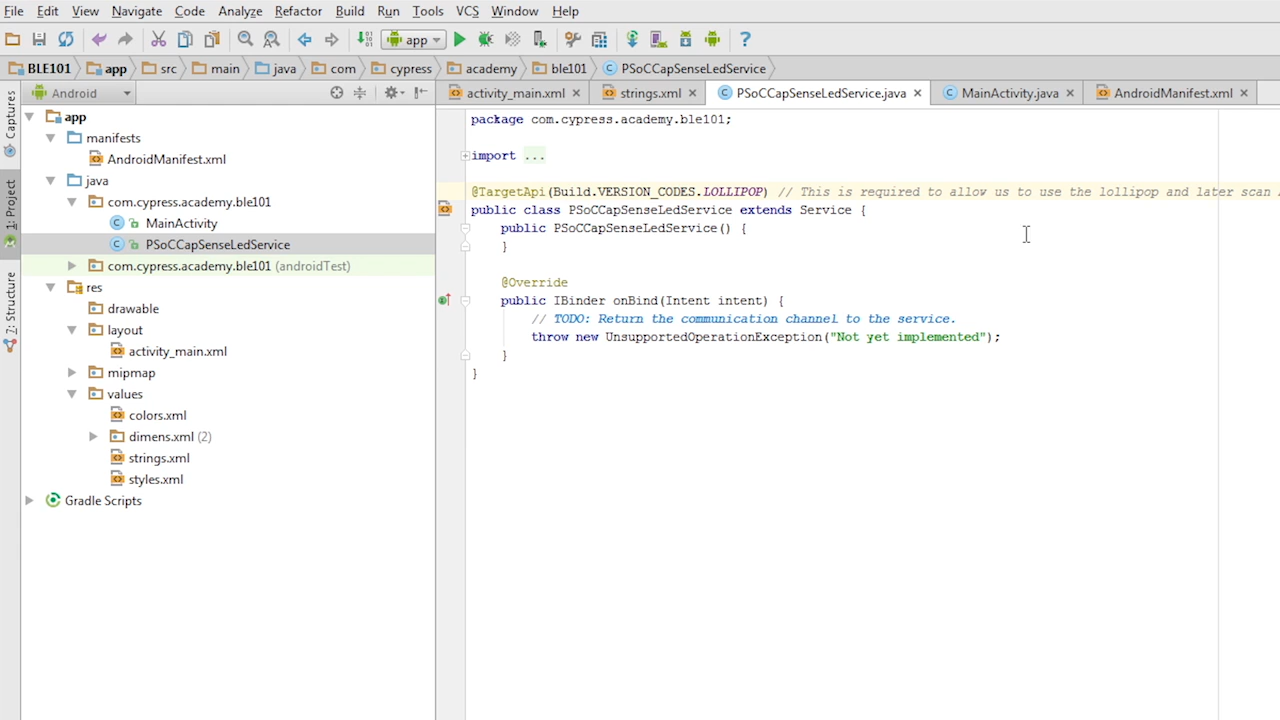 File Edit View Navigate Code Analyze Refactor Build Run Tools VCS Window Help
app
BLE101 app src main java com cypress academy ble101 PSoCCapSenseLedService
Android activity_main.xml strings.xml PSoCCapSenseLedService.java MainActivity.java AndroidManifest.xml
Captures
1: Project
7: Structure
app
manifests
AndroidManifest.xml
java
com.cypress.academy.ble101
MainActivity
PSoCCapSenseLedService
com.cypress.academy.ble101 (androidTest)
res
drawable
layout
activity_main.xml
mipmap
values
colors.xml
dimens.xml (2)
strings.xml
styles.xml
Gradle Scripts
package com.cypress.academy.ble101;
import ...
@TargetApi(Build.VERSION_CODES.LOLLIPOP) // This is required to allow us to use the lollipop and later scan
public class PSoCCapSenseLedService extends Service {
public PSoCCapSenseLedService() {
}
@Override
public IBinder onBind(Intent intent) {
// TODO: Return the communication channel to the service.
throw new UnsupportedOperationException("Not yet implemented");
}
}